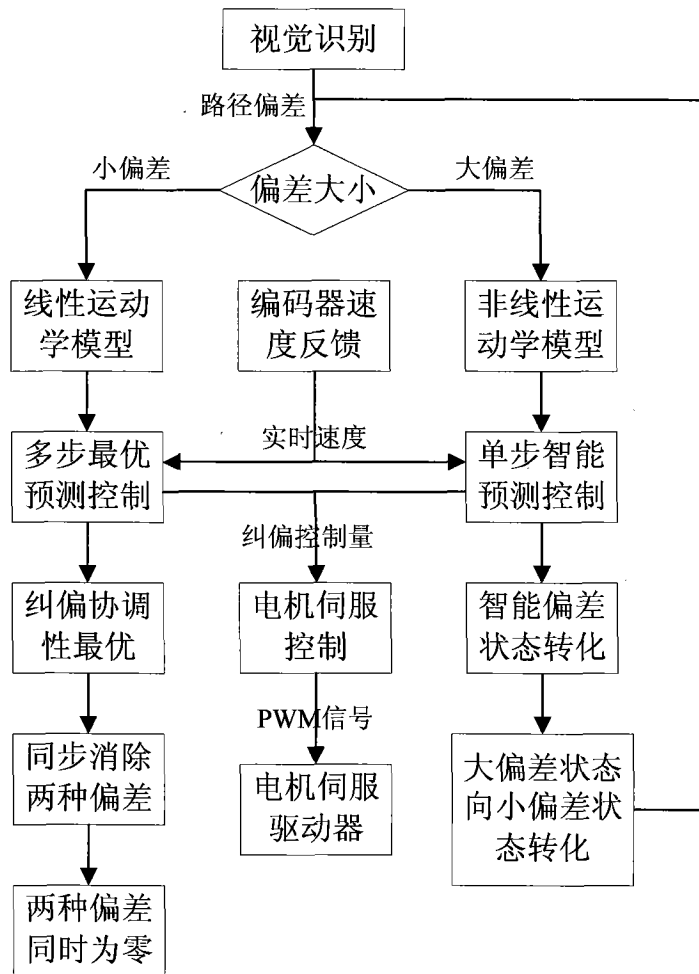 视觉识别
路径偏差
小偏差
偏差大小
大偏差
线性运动
学模型
编码器速
度反馈
非线性运
动学模型
实时速度
多步最优
预测控制
单步智能
预测控制
纠偏控制量
纠偏协调
性最优
电机伺服
控制
智能偏差
状态转化
PWM信号
同步消除
两种偏差
电机伺服
驱动器
大偏差状态
向小偏差状
态转化
两种偏差
同时为零